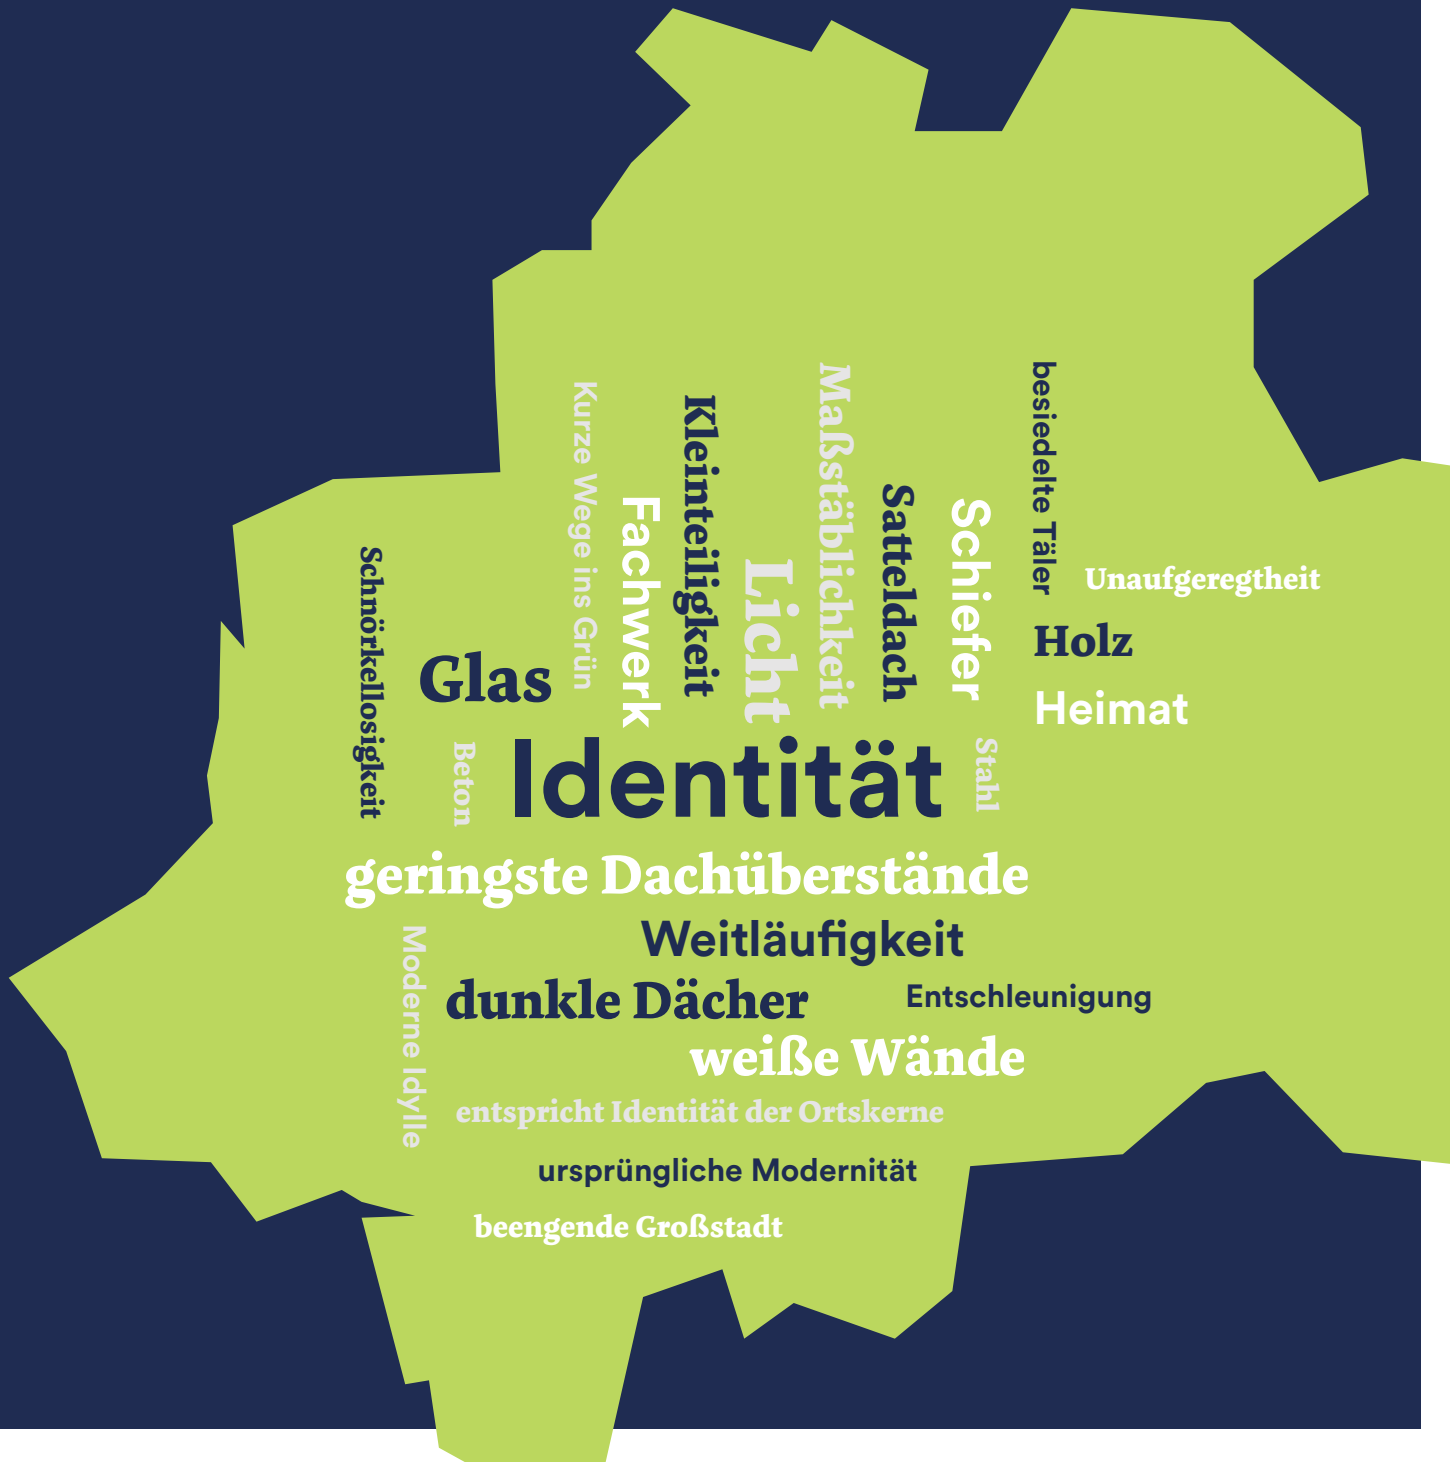 besiedelte Täler
Maßstäblichkeit
Kurze Wege ins Grün
Kleinteiligkeit
Satteldach
Fachwerk
Schiefer
Schnörkellosigkeit
Licht
Unaufgeregtheit
Holz
Glas
Heimat
Beton
Identität
Stahl
geringste Dachüberstände
Weitläufigkeit
Moderne Idylle
dunkle Dächer
Entschleunigung
weiße Wände
entspricht Identität der Ortskerne
ursprüngliche Modernität
beengende Großstadt